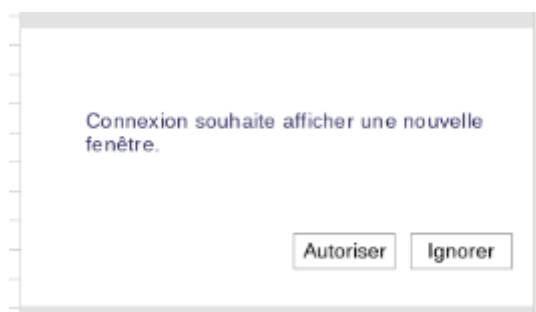 Connexion souhaite afficher une nouvelle
fenêtre.
Autoriser Ignorer